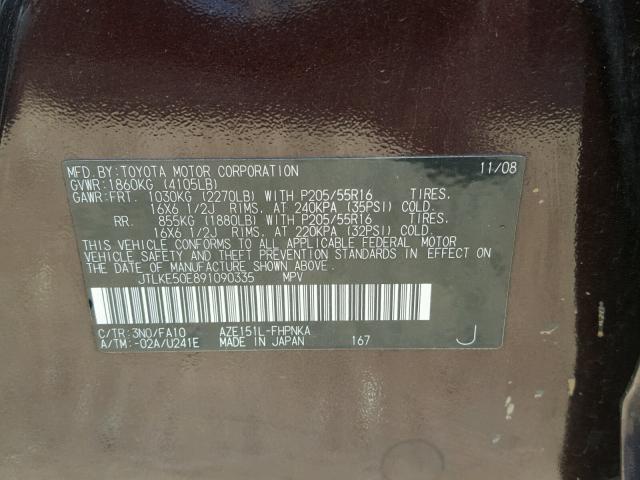 MFD.BY:TOYOTA MOTOR CORPORATION 11/08
GVWR:1860KG (4105LB)
GAWR:FRT. 1030KG (2270LB) WITH P205/55R16 TIRES.
16X6 1/2J RIMS. AT 240KPA (35PSI) COLD.
RR. 855KG (1880LB) WITH P205/55R16 TIRES.
16X6 1/2J RIMS. AT 220KPA (32PSI) COLD.
THIS VEHICLE CONFORMS TO ALL APPLICABLE FEDERAL MOTOR
VEHICLE SAFETY AND THEFT PREVENTION STANDARDS IN EFFECT ON
THE DATE OF MANUFACTURE SHOWN ABOVE.
JTLKE50E891090335 MPV
C/TR:3N0/FA10 AZE151L-FHPNKA
A/TM:-02A/U241E MADE IN JAPAN 167 J